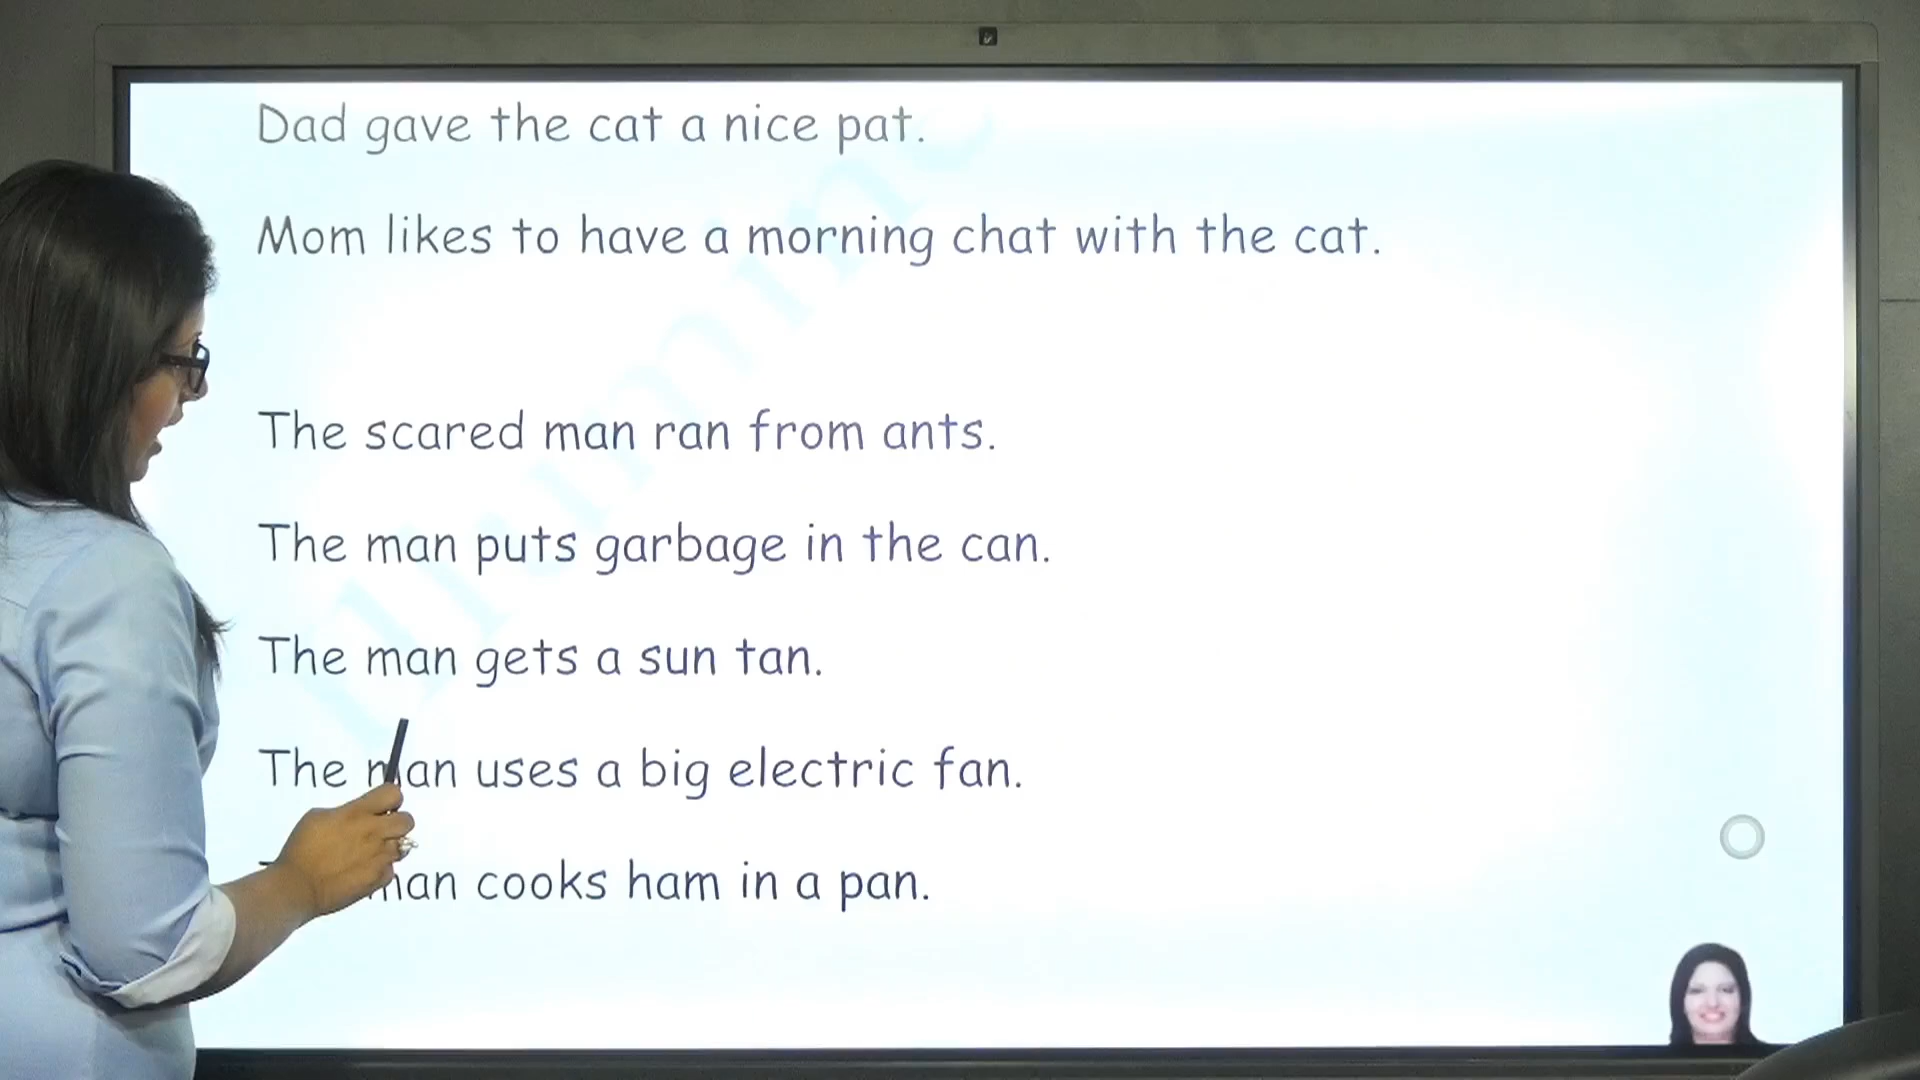 Dad gave the cat a nice pat.
Mom likes to have a morning chat with the cat.
The scared man ran from ants.
The man puts garbage in the can.
The man gets a sun tan.
The man uses a big electric fan.
man cooks ham in a pan.